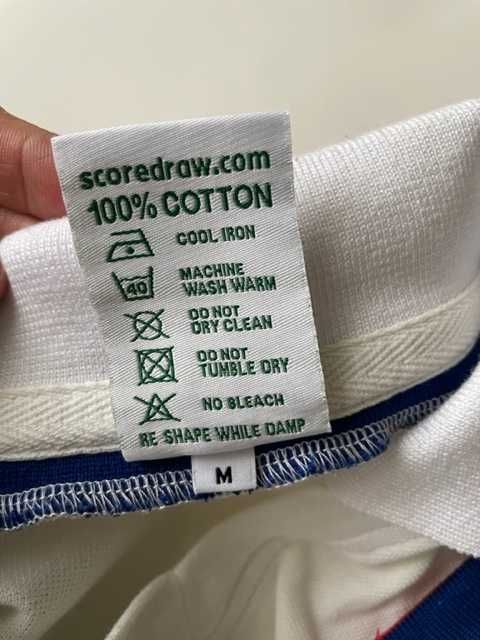 scoredraw.com
100% COTTON
COOL IRON
40
MACHINE
WASH WARM
DO NOT
DRY CLEAN
DO NOT
TUMBLE DRY
NO BLEACH
RE SHAPE WHILE DAMP
M